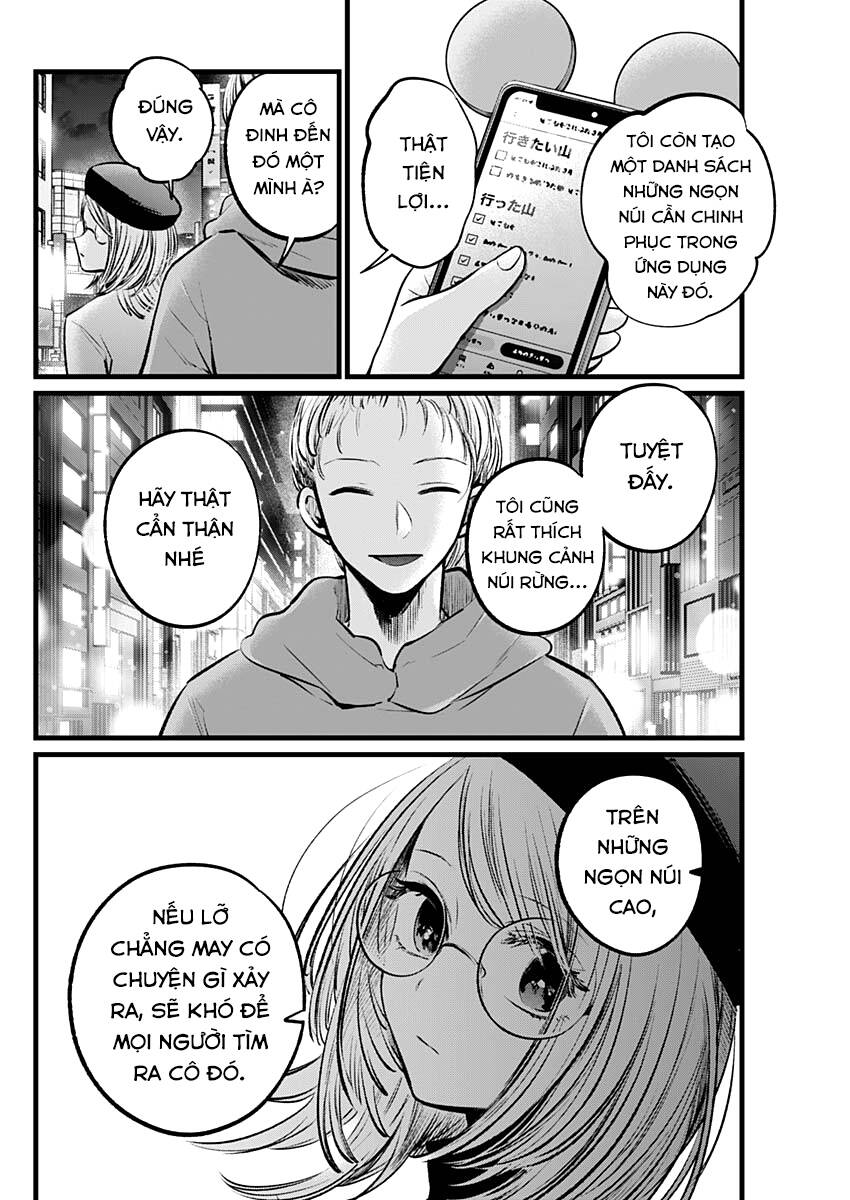 TÔI CÒN TẠO
MỘT DANH SÁCH
NHỮNG NGỌN
NÚI CẦN CHINH
PHỤC TRONG
ỨNG DỤNG
NÀY ĐÓ.
THẬT
TIỆN
LỢI...
行きたい山
行った山
MÀ CÔ
ĐỊNH ĐẾN
ĐÓ MỘT
MÌNH À?
ĐÚNG
VẬY.
TUYỆT
ĐẤY.
TÔI CŨNG
RẤT THÍCH
KHUNG CẢNH
NÚI RỪNG...
HÃY THẬT
CẨN THẬN
NHÉ
TRÊN
NHỮNG
NGỌN NÚI
CAO,
NẾU LỠ
CHẲNG MAY CÓ
CHUYỆN GÌ XẢY
RA, SẼ KHÓ ĐỂ
MỌI NGƯỜI TÌM
RA CÔ ĐÓ.